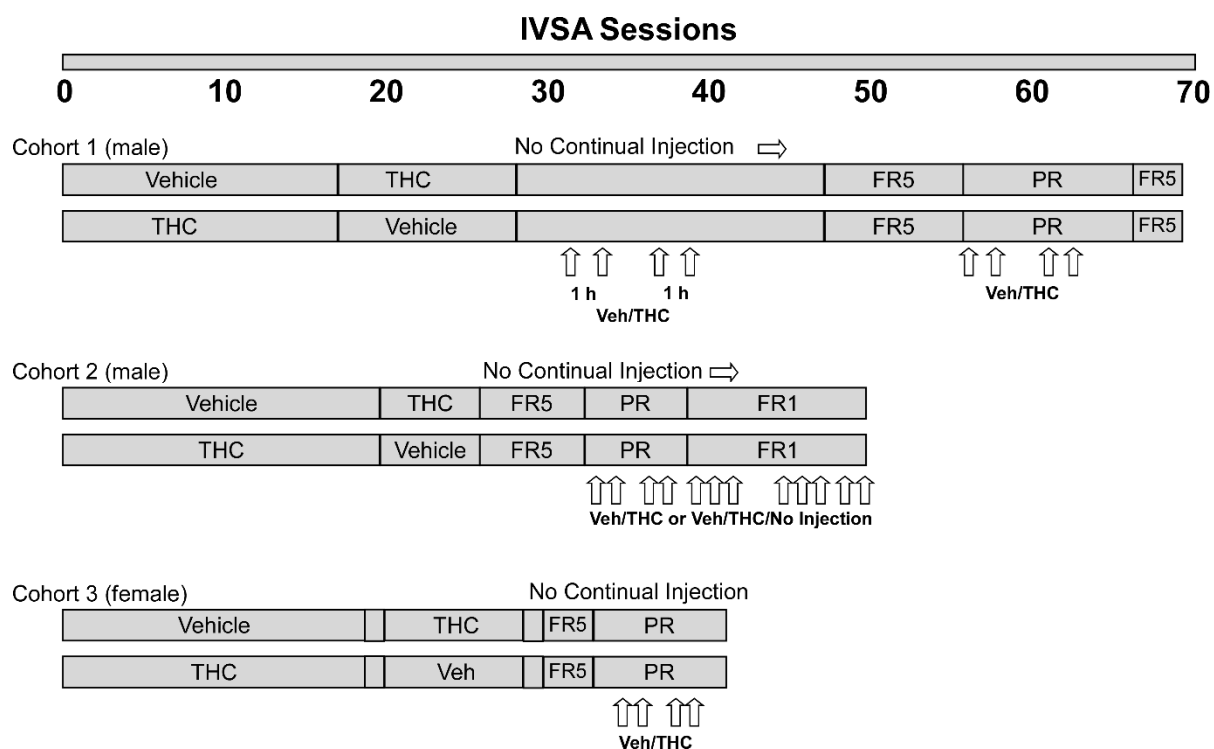 IVSA Sessions
0 10 20 30 40 50 60 70
Cohort 1 (male) No Continual Injection
Vehicle THC FR5 PR FR5
THC Vehicle FR5 PR FR5
1 h 1 h
Veh/THC Veh/THC
Cohort 2 (male) No Continual Injection
Vehicle THC FR5 PR FR1
THC Vehicle FR5 PR FR1
Veh/THC or Veh/THC/No Injection
Cohort 3 (female) No Continual Injection
Vehicle THC FR5 PR
THC Veh FR5 PR
Veh/THC